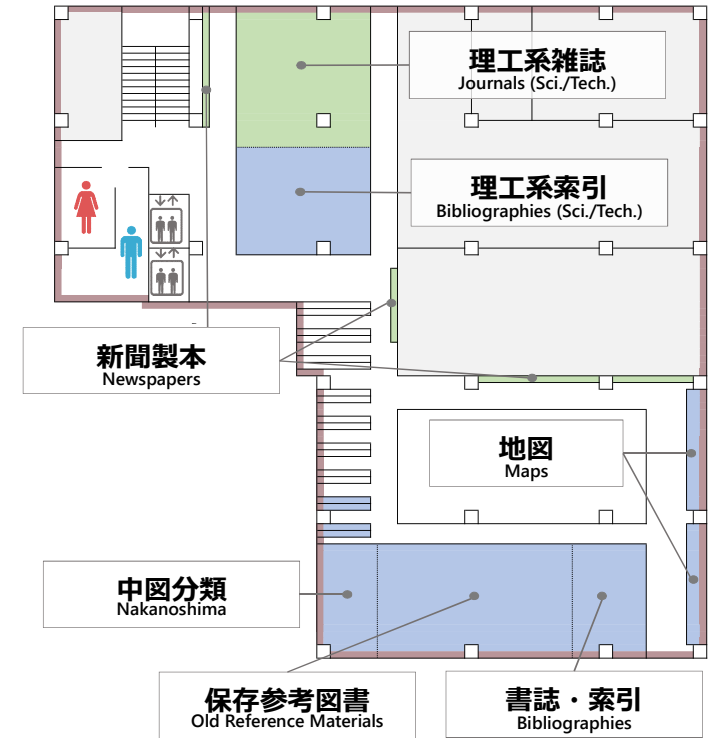 理工系雑誌
Journals (Sci./Tech.)
理工系索引
Bibliographies (Sci./Tech.)
新聞製本
Newspapers
地図
Maps
中図分類
Nakanoshima
保存参考図書
Old Reference Materials
書誌・索引
Bibliographies